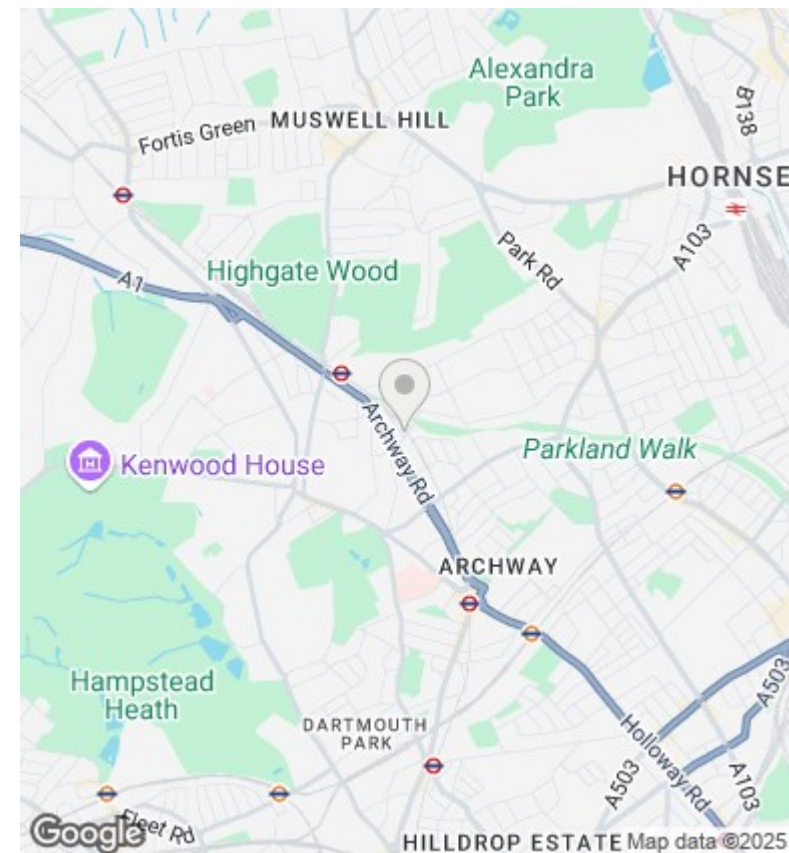 Alexandra
Park
Fortis Green
MUSWELL HILL
B138
HORNSE
Park Rd
A103
Highgate Wood
A1
Archway Rd
Kenwood House
Parkland Walk
ARCHWAY
Hampstead
Heath
DARTMOUTH
PARK
Holloway Rd
A503
A503
A103
Fleet Rd
Google
HILLDROP ESTATE
Map data ©2025